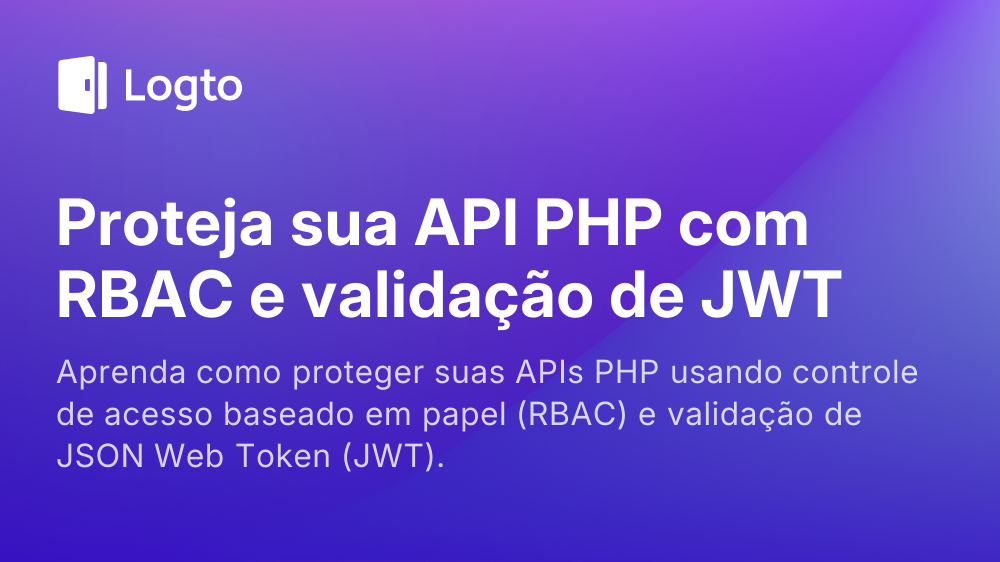 Logto
Proteja sua API PHP com
RBAC e validação de JWT
Aprenda como proteger suas APIs PHP usando controle
de acesso baseado em papel (RBAC) e validação de
JSON Web Token (JWT).